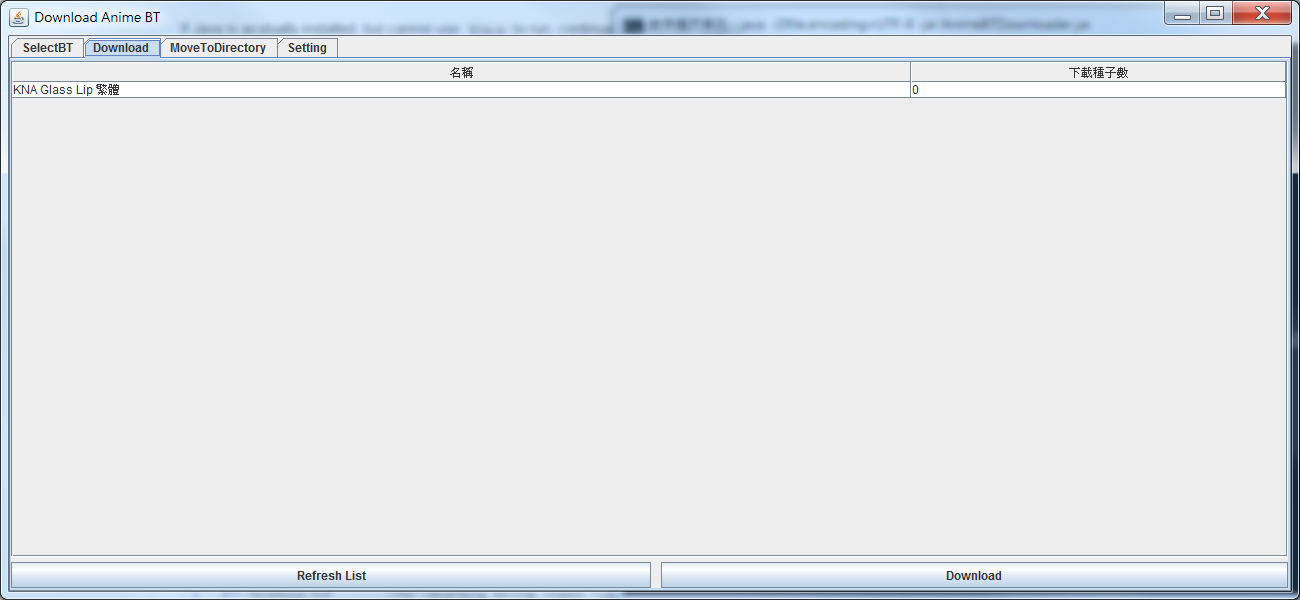 Download Anime BT
SelectBT Download MoveToDirectory Setting
名稱 下載種子數
KNA Glass Lip 繁體 0
Refresh List Download